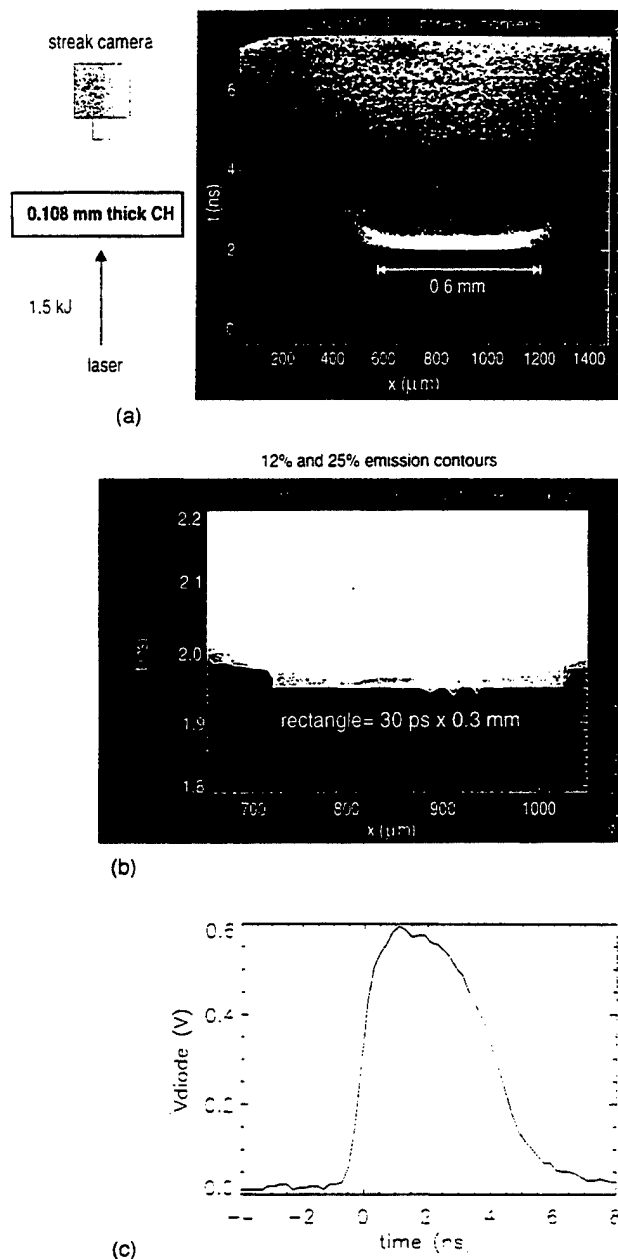 streak camera
0.108 mm thick CH
1.5 kJ
laser
6
4
2
0
t (ns)
0.6 mm
200 400 600 800 1000 1200 1400
x (μm)
(a)
12% and 25% emission contours
2.2
2.1
2.0
1.9
1.8
rectangle= 30 ps x 0.3 mm
700 800 900 1000
x (μm)
(b)
0.6
0.4
0.2
0.0
Vdiode (V)
0 2 4 6 8
time (ns)
(c)